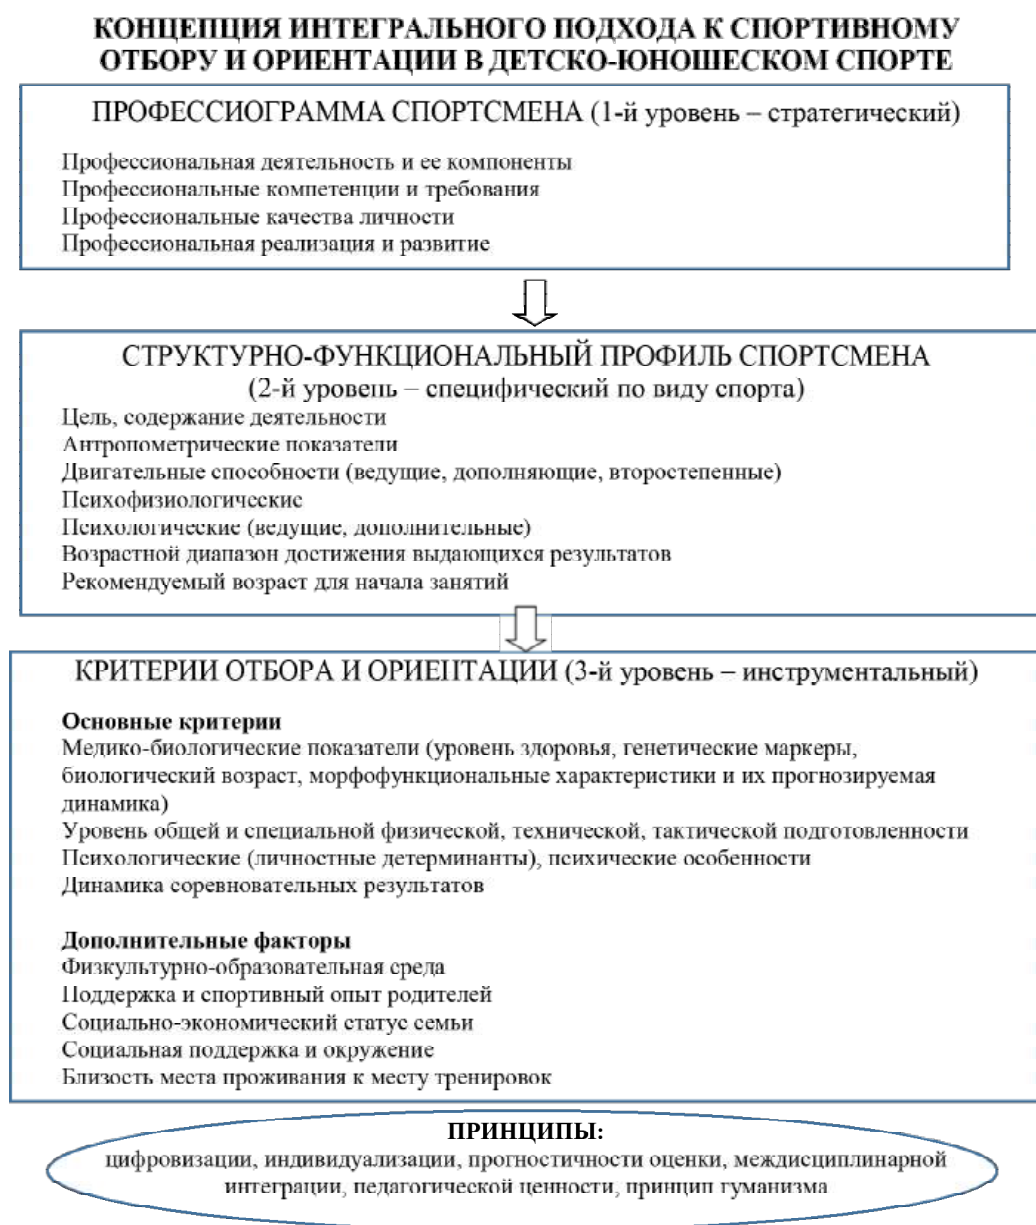 КОНЦЕПЦИЯ ИНТЕГРАЛЬНОГО ПОДХОДА К СПОРТИВНОМУ
ОТБОРУ И ОРИЕНТАЦИИ В ДЕТСКО-ЮНОШЕСКОМ СПОРТЕ
ПРОФЕССИОГРАММА СПОРТСМЕНА (1-й уровень – стратегический)
Профессиональная деятельность и ее компоненты
Профессиональные компетенции и требования
Профессиональные качества личности
Профессиональная реализация и развитие
СТРУКТУРНО-ФУНКЦИОНАЛЬНЫЙ ПРОФИЛЬ СПОРТСМЕНА
(2-й уровень – специфический по виду спорта)
Цель, содержание деятельности
Антропометрические показатели
Двигательные способности (ведущие, дополняющие, второстепенные)
Психофизиологические
Психологические (ведущие, дополнительные)
Возрастной диапазон достижения выдающихся результатов
Рекомендуемый возраст для начала занятий
КРИТЕРИИ ОТБОРА И ОРИЕНТАЦИИ (3-й уровень – инструментальный)
Основные критерии
Медико-биологические показатели (уровень здоровья, генетические маркеры,
биологический возраст, морфофункциональные характеристики и их прогнозируемая
динамика)
Уровень общей и специальной физической, технической, тактической подготовленности
Психологические (личностные детерминанты), психические особенности
Динамика соревновательных результатов
Дополнительные факторы
Физкультурно-образовательная среда
Поддержка и спортивный опыт родителей
Социально-экономический статус семьи
Социальная поддержка и окружение
Близость места проживания к месту тренировок
ПРИНЦИПЫ:
цифровизации, индивидуализации, прогностичности оценки, междисциплинарной
интеграции, педагогической ценности, принцип гуманизма